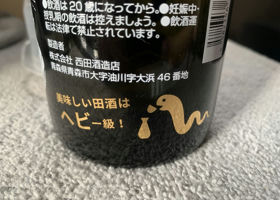 ●飲酒は20歳になってから。●妊娠中・
授乳期の飲酒は控えましょう。●飲酒運
転は法律で禁止されています。
製造者
株式会社 西田酒造店
青森県青森市大字油川字大浜46番地
美味しい田酒は
ヘビー級!